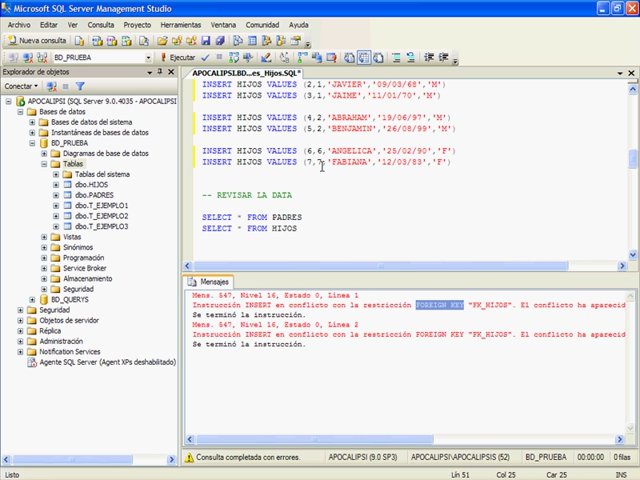 Microsoft SQL Server Management Studio
Archivo Editar Ver Consulta Proyecto Herramientas Ventana Comunidad Ayuda
Nueva consulta
BD_PRUEBA Ejecutar
Explorador de objetos
Conectar
APOCALIPSI (SQL Server 9.0.4035 - APOCALIPSI
Bases de datos
Bases de datos del sistema
Instantáneas de bases de datos
BD_PRUEBA
Diagramas de base de datos
Tablas
Tablas del sistema
dbo.HIJOS
dbo.PADRES
dbo.T_EJEMPLO1
dbo.T_EJEMPLO2
dbo.T_EJEMPLO3
Vistas
Sinónimos
Programación
Service Broker
Almacenamiento
Seguridad
BD_QUERYS
Seguridad
Objetos de servidor
Réplica
Administración
Notification Services
Agente SQL Server (Agent XPs deshabilitado)
APOCALIPSI.BD...es_Hijos.SQL*
INSERT HIJOS VALUES (2,1,'JAVIER','09/03/68','M')
INSERT HIJOS VALUES (3,1,'JAIME','11/01/70','M')
INSERT HIJOS VALUES (4,2,'ABRAHAM','19/06/97','M')
INSERT HIJOS VALUES (5,2,'BENJAMIN','26/08/99','M')
INSERT HIJOS VALUES (6,6,'ANGELICA','25/02/90','F')
INSERT HIJOS VALUES (7,7,'FABIANA','12/03/83','F')
-- REVISAR LA DATA
SELECT * FROM PADRES
SELECT * FROM HIJOS
Mensajes
Mens. 547, Nivel 16, Estado 0, Línea 1
Instrucción INSERT en conflicto con la restricción FOREIGN KEY "FK_HIJOS". El conflicto ha aparecid
Se terminó la instrucción.
Mens. 547, Nivel 16, Estado 0, Línea 2
Instrucción INSERT en conflicto con la restricción FOREIGN KEY "FK_HIJOS". El conflicto ha aparecid
Se terminó la instrucción.
Consulta completada con errores. APOCALIPSI (9.0 SP3) APOCALIPSI\APOCALIPSIS (52) BD_PRUEBA 00:00:00 0 filas
Listo Lín 51 Col 25 Car 25 INS